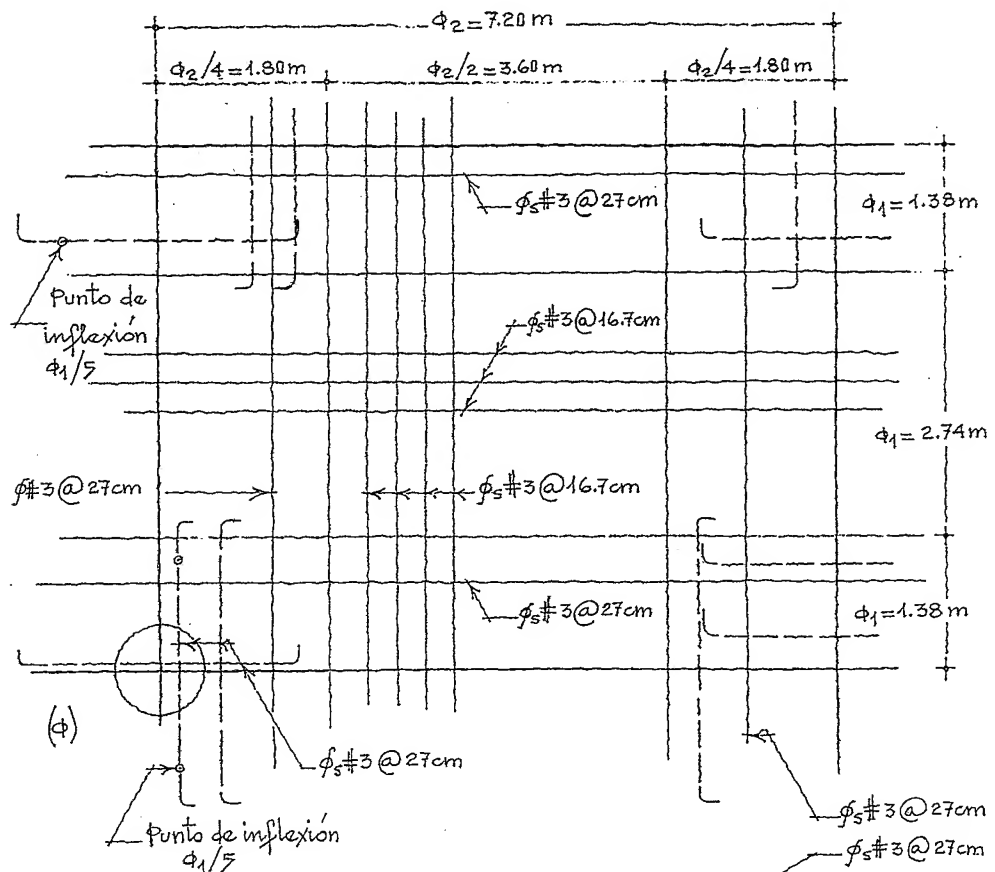 ϕ₂=7.20 m
ϕ₂/4=1.80 m
ϕ₂/2=3.60 m
ϕ₂/4=1.80 m
ϕₛ#3@27cm
ϕ₁=1.38 m
Punto de
inflexión
ϕ₁/5
ϕₛ#3@16.7cm
ϕ₁=2.74 m
ϕ#3@27cm
ϕₛ#3@16.7cm
ϕₛ#3@27cm
ϕ₁=1.38 m
(ϕ)
ϕₛ#3@27cm
Punto de inflexión
ϕ₁/5
ϕₛ#3@27cm
ϕₛ#3@27cm